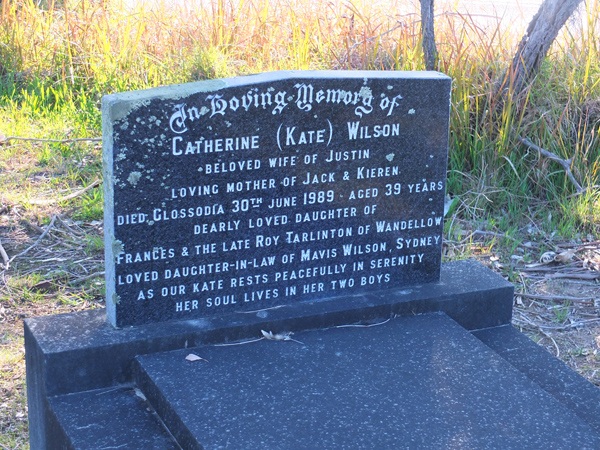 In Loving Memory of
CATHERINE (KATE) WILSON
BELOVED WIFE OF JUSTIN
LOVING MOTHER OF JACK & KIEREN
DIED GLOSSODIA 30TH JUNE 1989 - AGED 39 YEARS
DEARLY LOVED DAUGHTER OF
FRANCES & THE LATE ROY TARLINTON OF WANDELLOW
LOVED DAUGHTER-IN-LAW OF MAVIS WILSON, SYDNEY
AS OUR KATE RESTS PEACEFULLY IN SERENITY
HER SOUL LIVES IN HER TWO BOYS